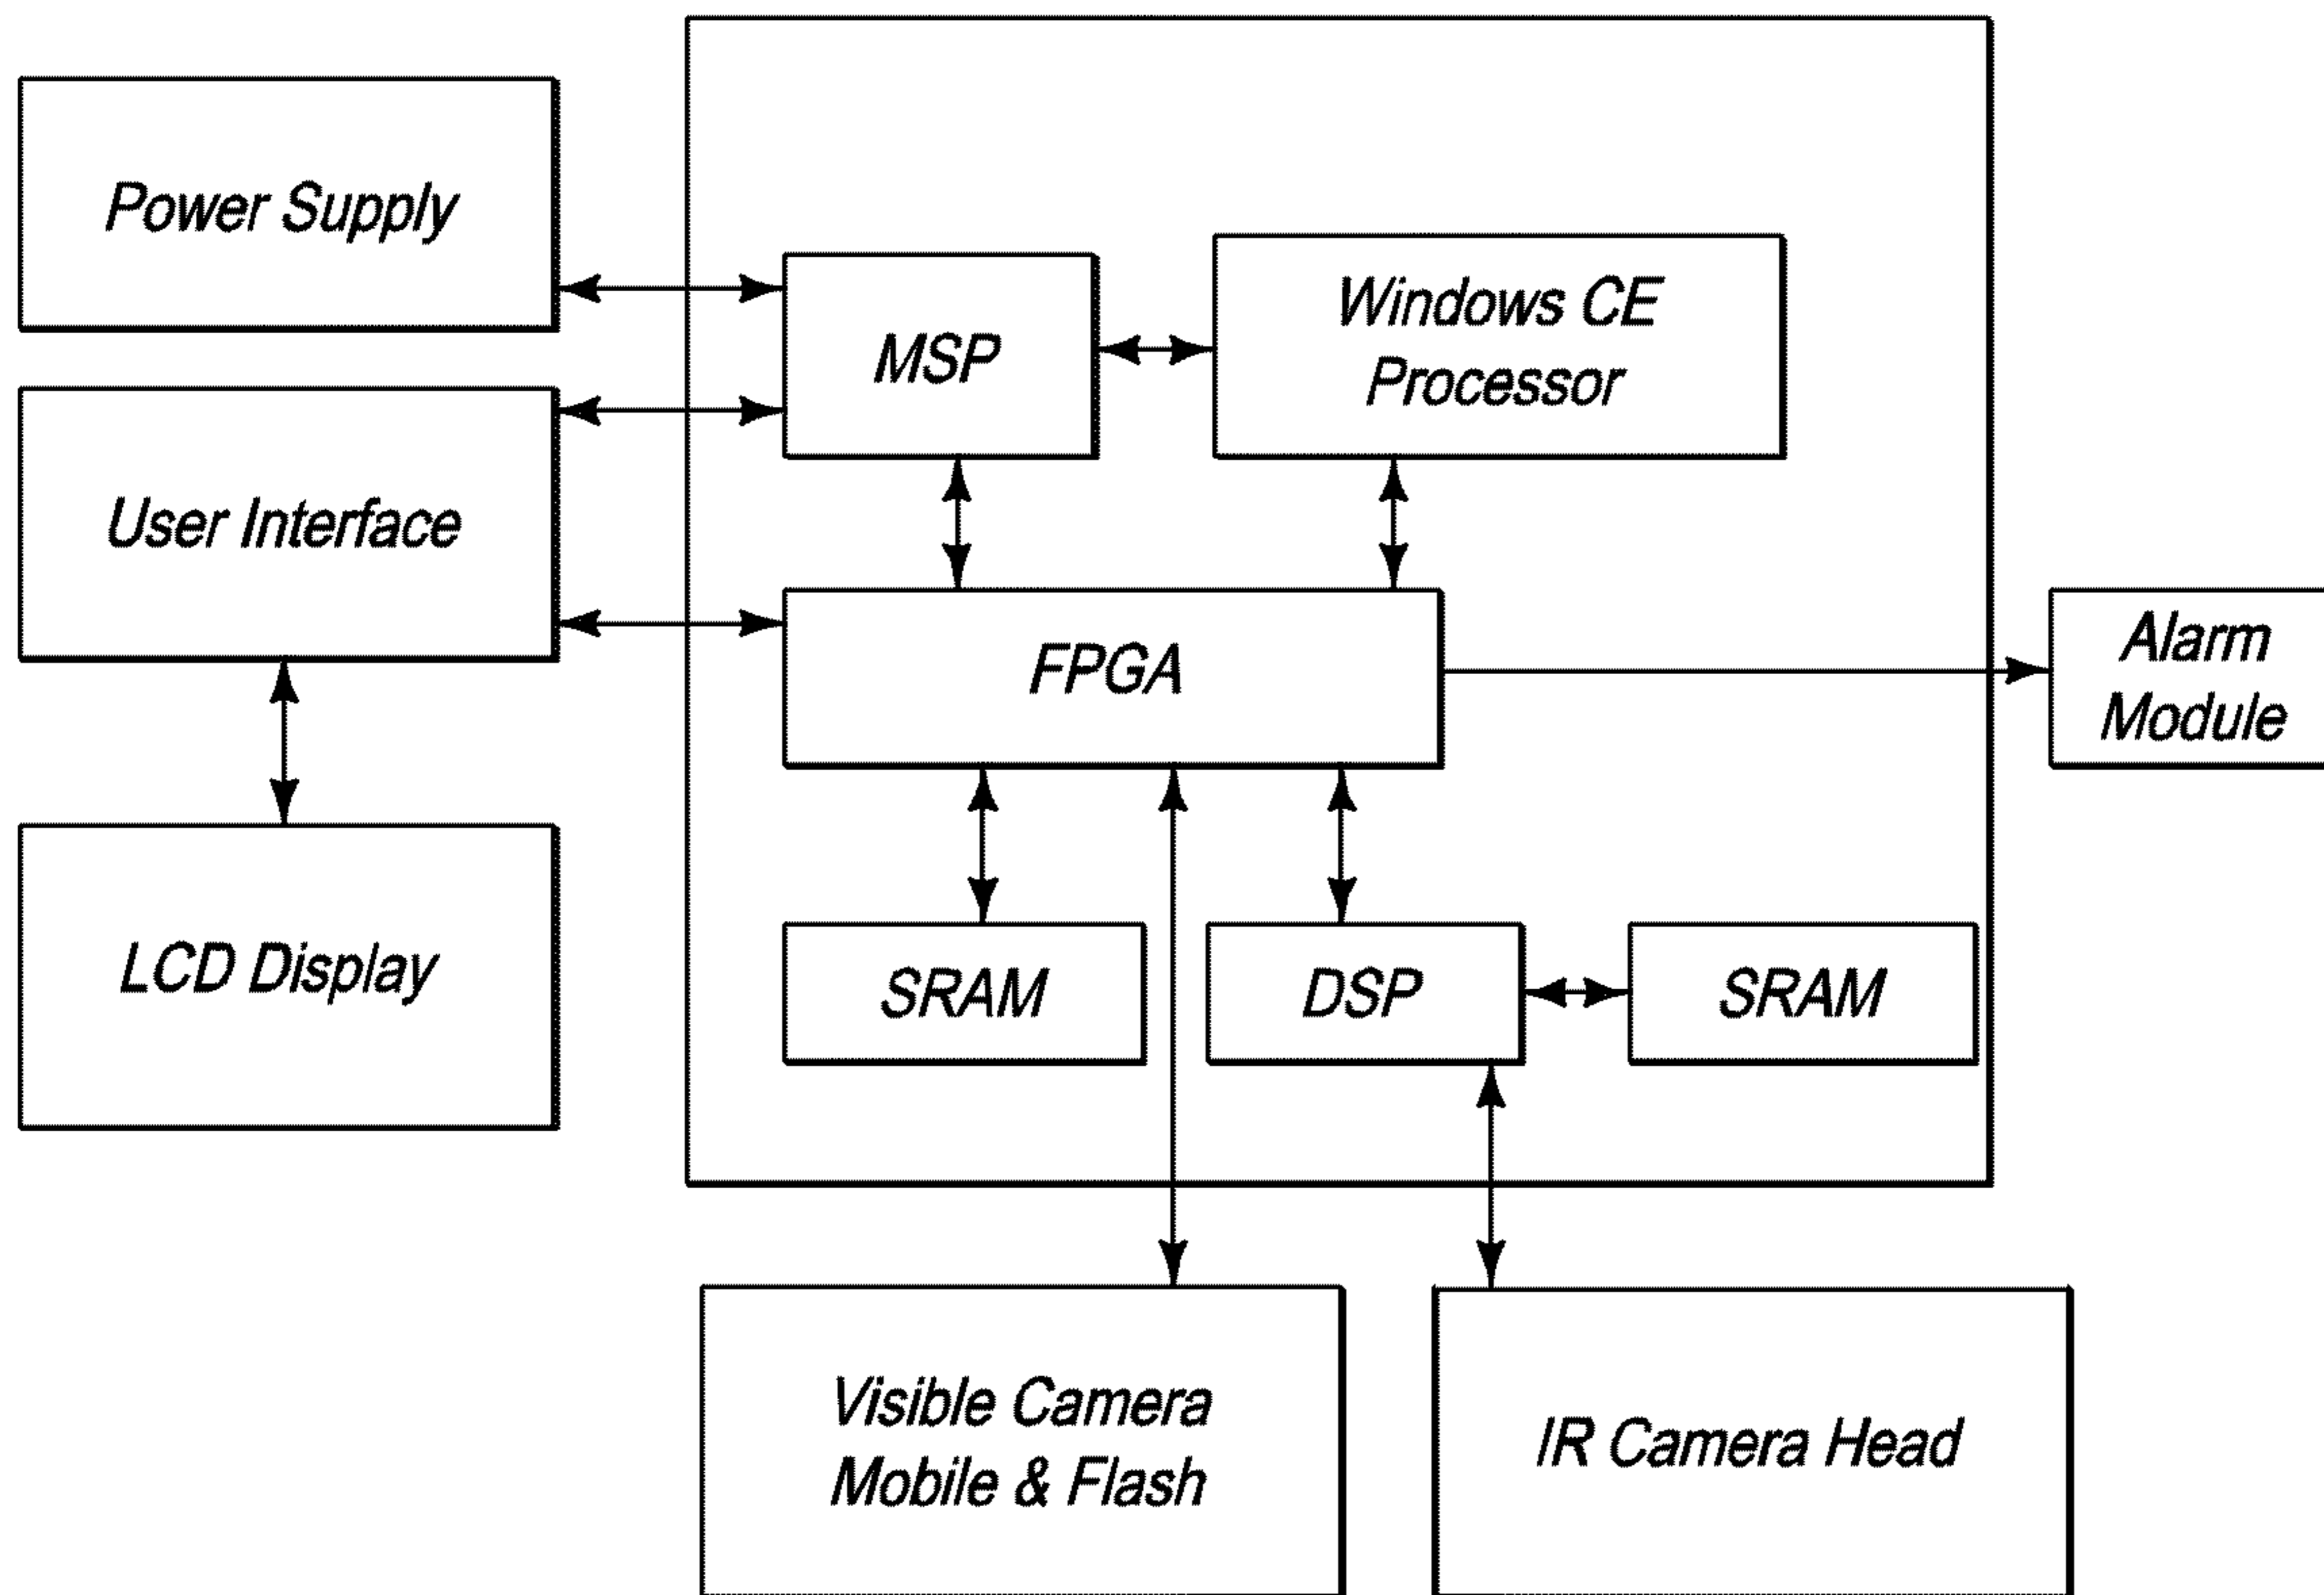 Power Supply
MSP
Windows CE
Processor
User Interface
FPGA
Alarm
Module
LCD Display
SRAM
DSP
SRAM
Visible Camera
Mobile & Flash
IR Camera Head